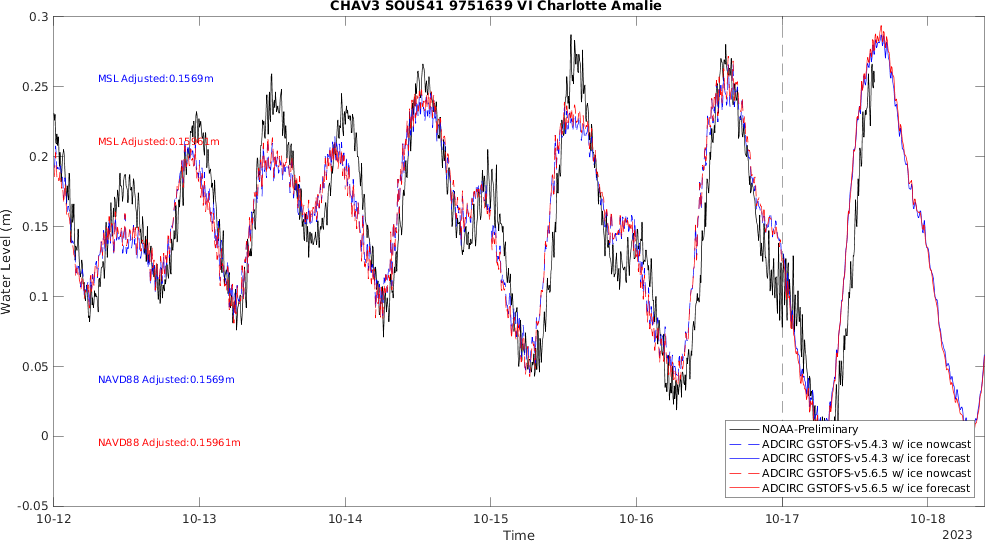 CHAV3 SOUS41 9751639 VI Charlotte Amalie
0.3
0.25
0.2
0.15
0.1
0.05
0
-0.05
Water Level (m)
MSL Adjusted:0.1569m
MSL Adjusted:0.15961m
NAVD88 Adjusted:0.1569m
NAVD88 Adjusted:0.15961m
NOAA-Preliminary
ADCIRC GSTOFS-v5.4.3 w/ ice nowcast
ADCIRC GSTOFS-v5.4.3 w/ ice forecast
ADCIRC GSTOFS-v5.6.5 w/ ice nowcast
ADCIRC GSTOFS-v5.6.5 w/ ice forecast
10-12 10-13 10-14 10-15 10-16 10-17 10-18
Time
2023